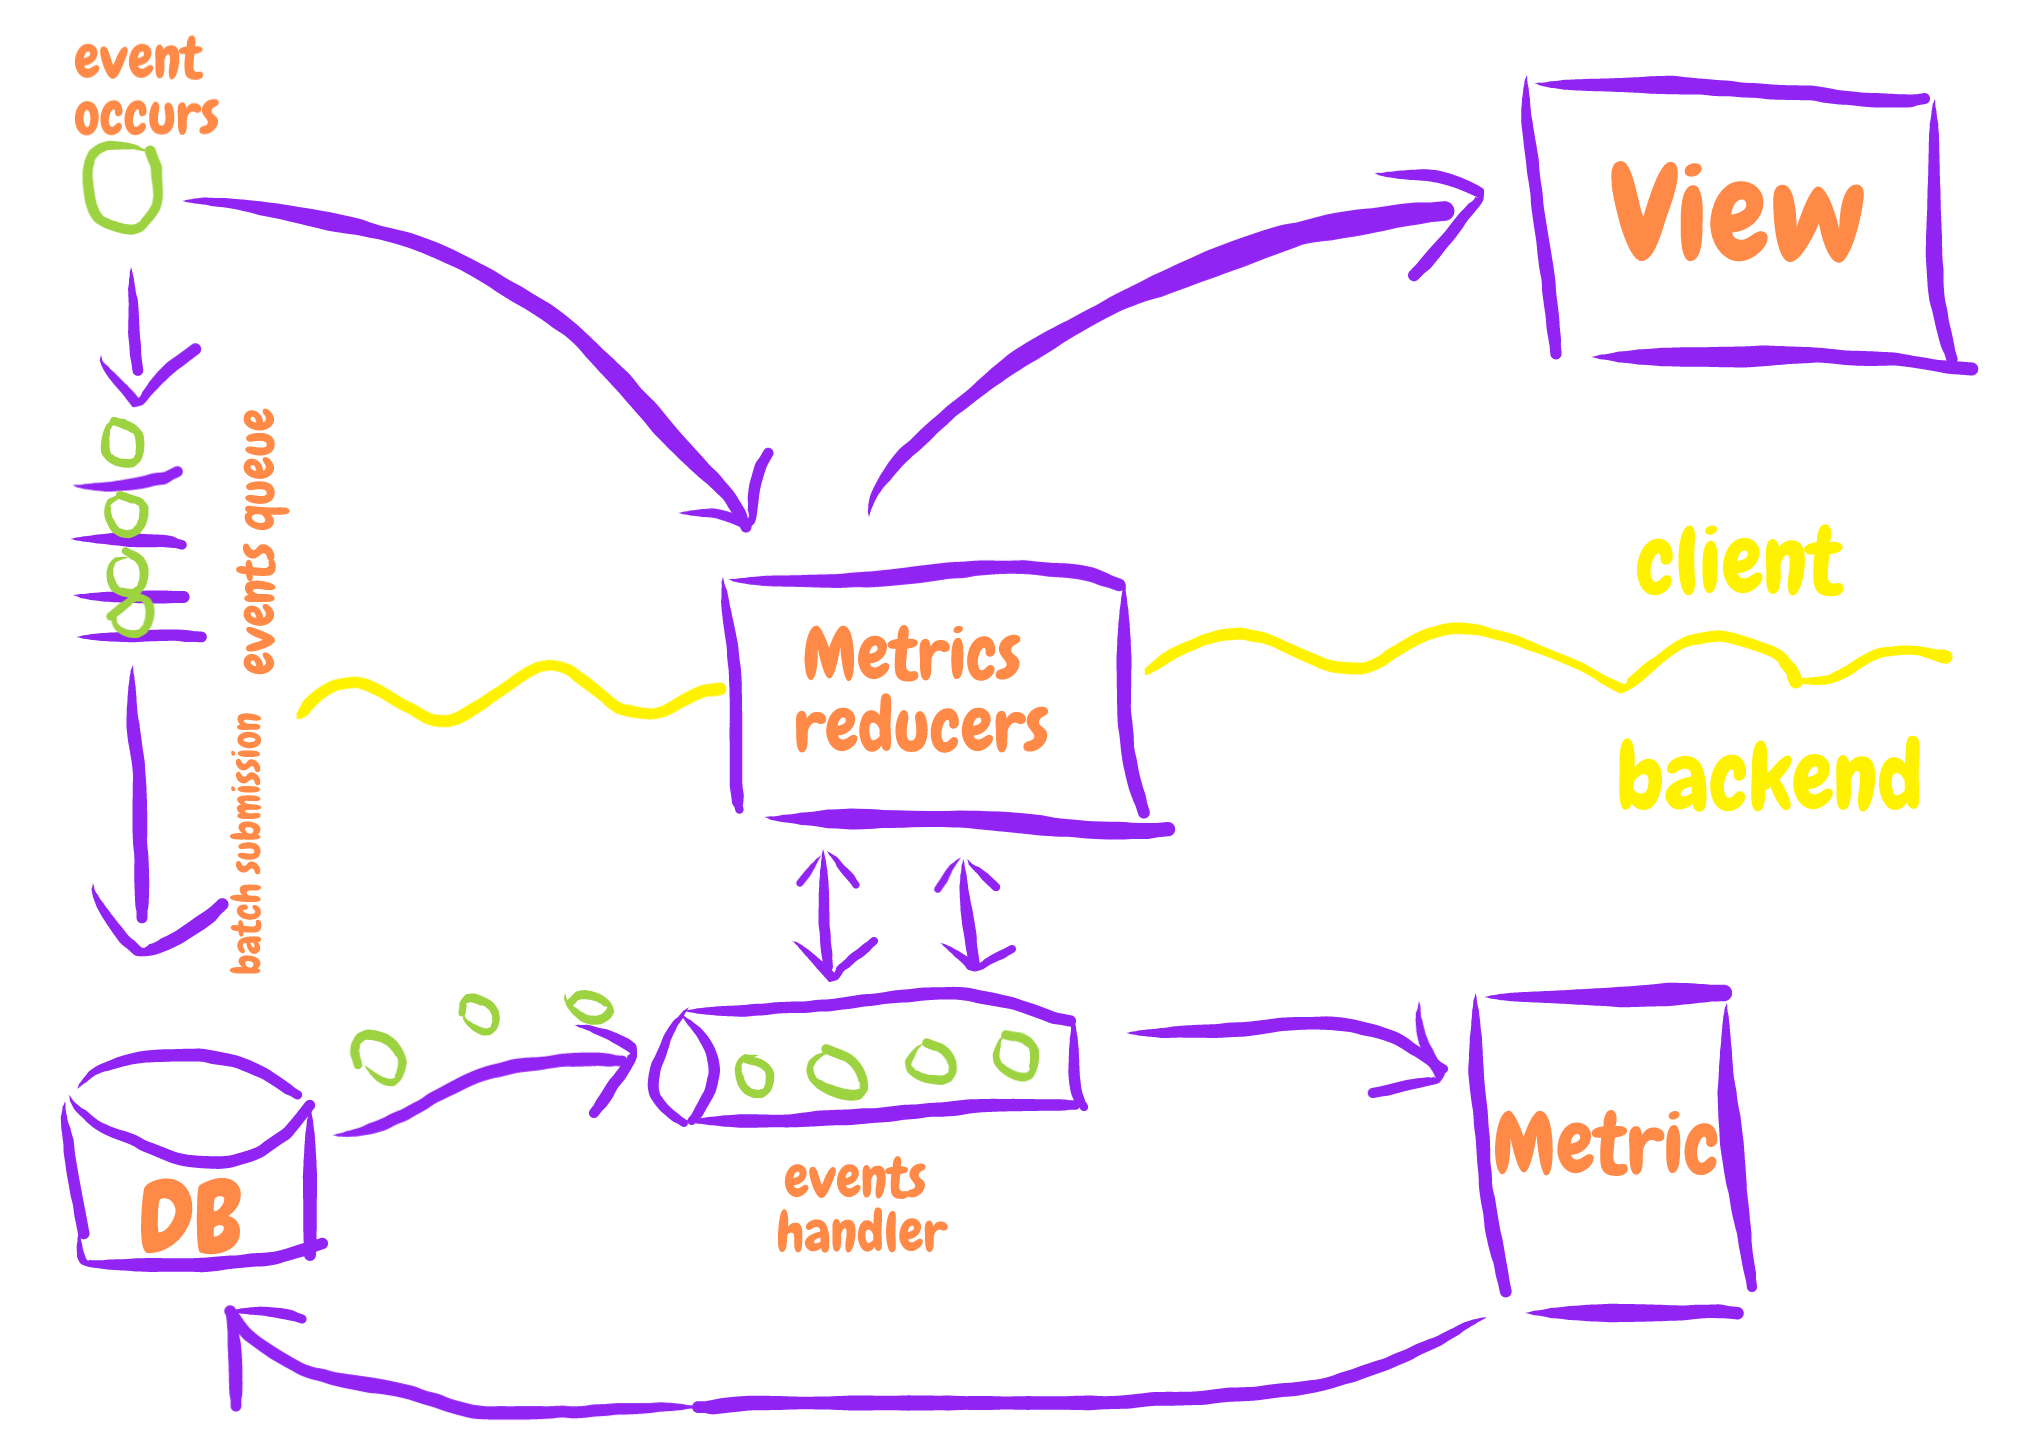 event
occurs
View
events queue
client
Metrics
reducers
backend
batch submission
Metric
events
handler
DB